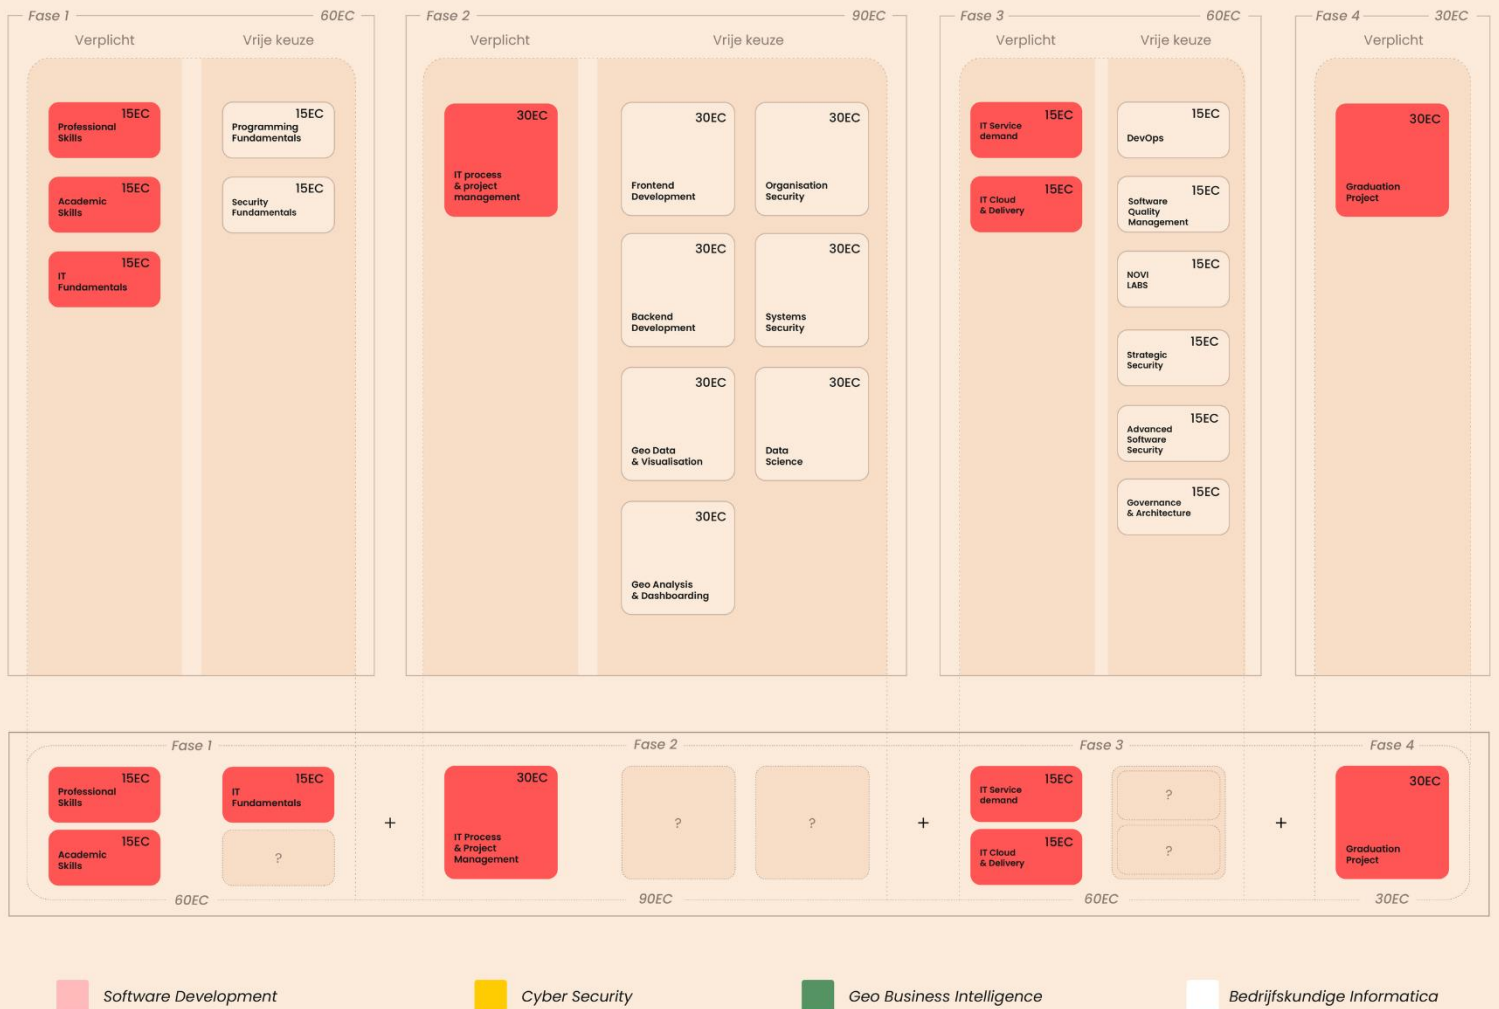 Fase 1
60EC
Verplicht
Vrije keuze
15EC
Professional
Skills
15EC
Academic
Skills
15EC
IT
Fundamentals
15EC
Programming
Fundamentals
15EC
Security
Fundamentals
Fase 2
90EC
Verplicht
Vrije keuze
30EC
IT process
& project
management
30EC
Frontend
Development
30EC
Organisation
Security
30EC
Backend
Development
30EC
Systems
Security
30EC
Geo Data
& Visualisation
30EC
Data
Science
30EC
Geo Analysis
& Dashboarding
Fase 3
60EC
Verplicht
Vrije keuze
15EC
IT Service
demand
15EC
IT Cloud
& Delivery
15EC
DevOps
15EC
Software
Quality
Management
15EC
NOVI
LABS
15EC
Strategic
Security
15EC
Advanced
Software
Security
15EC
Governance
& Architecture
Fase 4
30EC
Verplicht
30EC
Graduation
Project
Fase 1
15EC
Professional
Skills
15EC
IT
Fundamentals
15EC
Academic
Skills
?
60EC
+
Fase 2
30EC
IT Process
& Project
Management
?
?
90EC
+
Fase 3
15EC
IT Service
demand
15EC
IT Cloud
& Delivery
?
?
60EC
+
Fase 4
30EC
Graduation
Project
30EC
Software Development
Cyber Security
Geo Business Intelligence
Bedrijfskundige Informatica